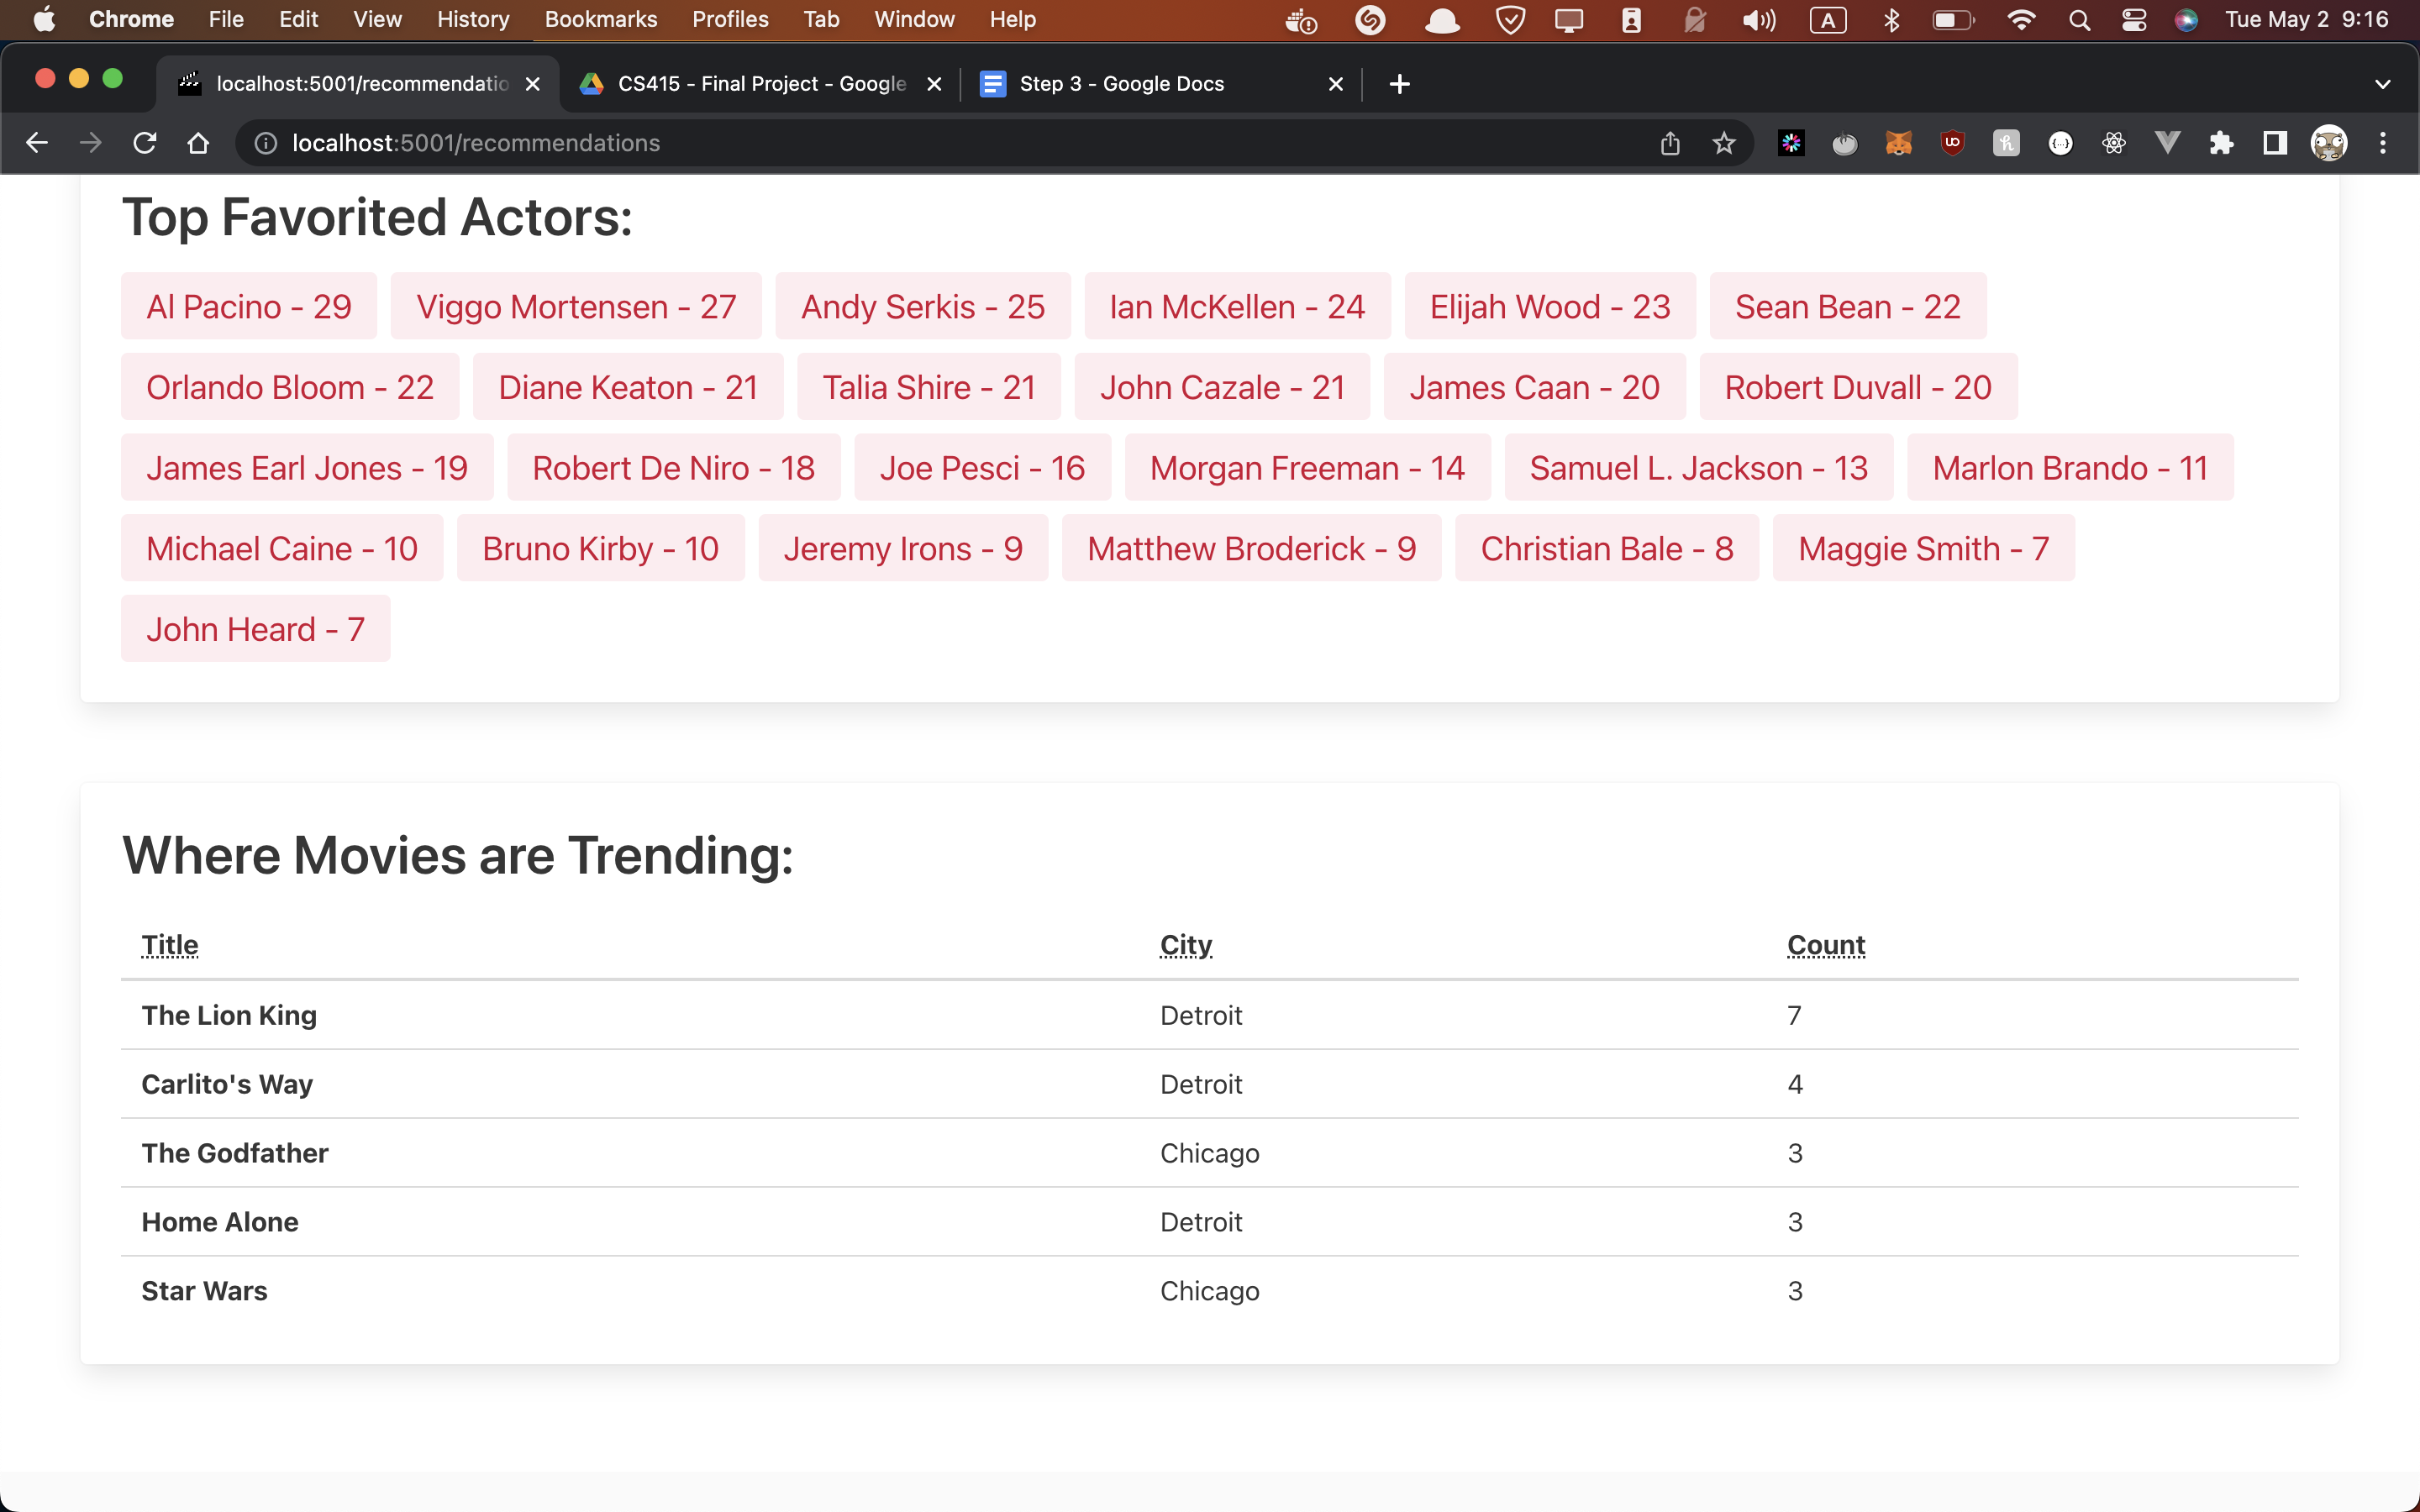 Chrome File Edit View History Bookmarks Profiles Tab Window Help A Tue May 2 9:16
localhost:5001/recommendatio CS415 - Final Project - Google Step 3 - Google Docs
localhost:5001/recommendations
Top Favorited Actors:
Al Pacino - 29 Viggo Mortensen - 27 Andy Serkis - 25 Ian McKellen - 24 Elijah Wood - 23 Sean Bean - 22
Orlando Bloom - 22 Diane Keaton - 21 Talia Shire - 21 John Cazale - 21 James Caan - 20 Robert Duvall - 20
James Earl Jones - 19 Robert De Niro - 18 Joe Pesci - 16 Morgan Freeman - 14 Samuel L. Jackson - 13 Marlon Brando - 11
Michael Caine - 10 Bruno Kirby - 10 Jeremy Irons - 9 Matthew Broderick - 9 Christian Bale - 8 Maggie Smith - 7
John Heard - 7
Where Movies are Trending:
Title City Count
The Lion King Detroit 7
Carlito's Way Detroit 4
The Godfather Chicago 3
Home Alone Detroit 3
Star Wars Chicago 3